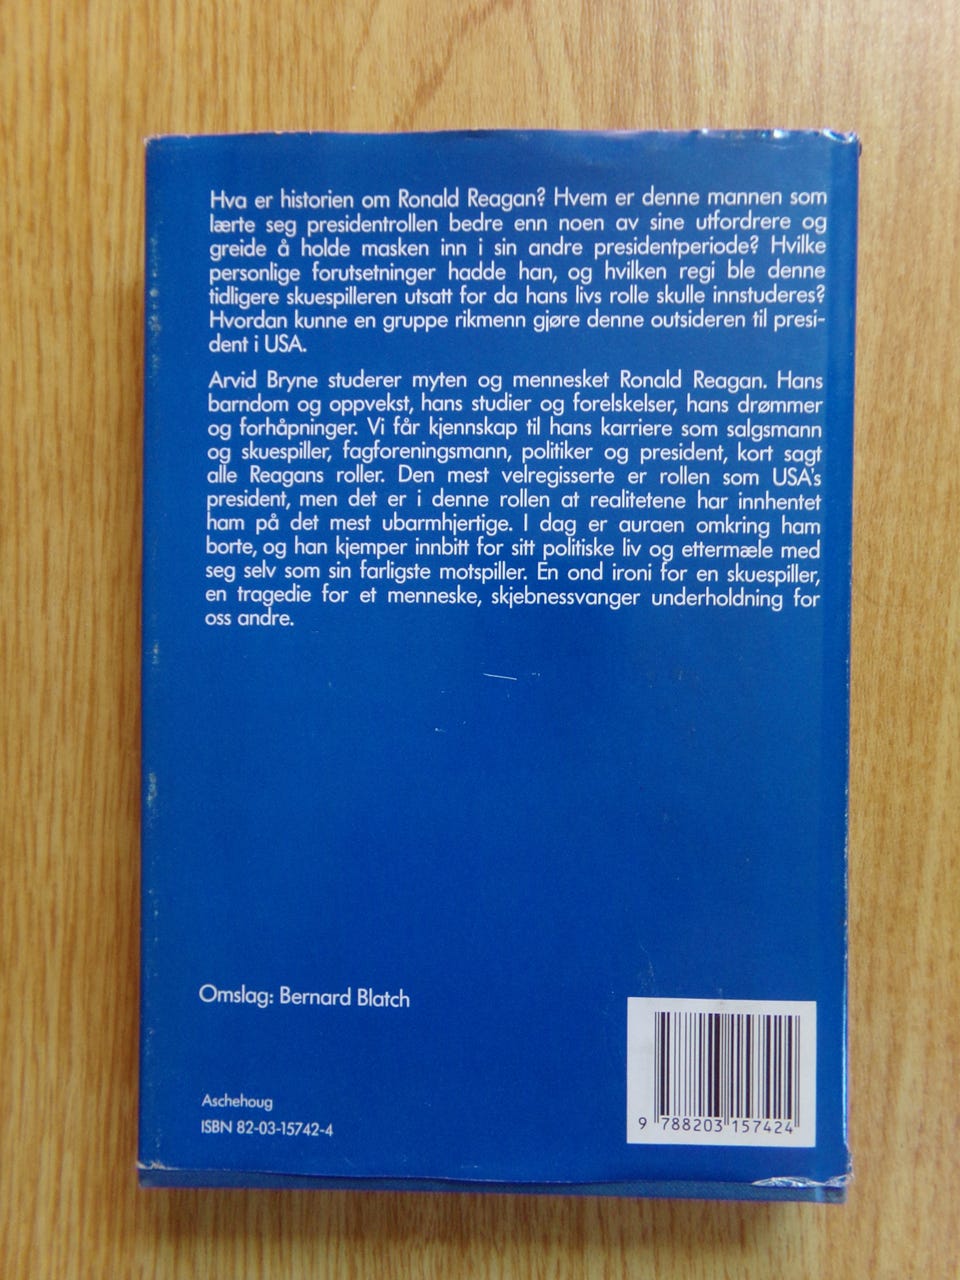 Hva er historien om Ronald Reagan? Hvem er denne mannen som
lærte seg presidentrollen bedre enn noen av sine utfordrere og
greide å holde masken inn i sin andre presidentperiode? Hvilke
personlige forutsetninger hadde han, og hvilken regi ble denne
tidligere skuespilleren utsatt for da hans livs rolle skulle innstuderes?
Hvordan kunne en gruppe rikmenn gjøre denne outsideren til presi-
dent i USA.
Arvid Bryne studerer myten og mennesket Ronald Reagan. Hans
barndom og oppvekst, hans studier og forelskelser, hans drømmer
og forhåpninger. Vi får kjennskap til hans karriere som salgsmann
og skuespiller, fagforeningsmann, politiker og president, kort sagt
alle Reagans roller. Den mest velregisserte er rollen som USA's
president, men det er i denne rollen at realitetene har innhentet
ham på det mest ubarmhjertige. I dag er auraen omkring ham
borte, og han kjemper innbitt for sitt politiske liv og ettermæle med
seg selv som sin farligste motspiller. En ond ironi for en skuespiller,
en tragedie for et menneske, skjebnessvanger underholdning for
oss andre.
Omslag: Bernard Blatch
Aschehoug
ISBN 82-03-15742-4
9 788203 157424